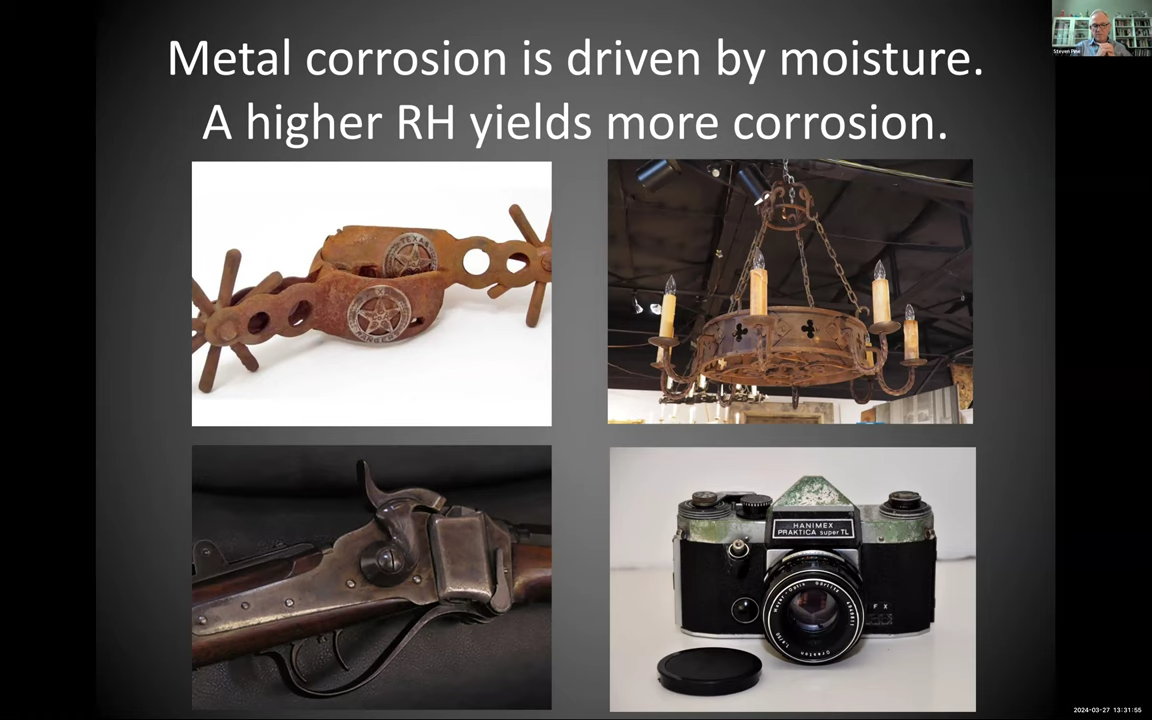 Metal corrosion is driven by moisture.
A higher RH yields more corrosion.
TEXAS
HANIMEX
PRAKTICA super TL
F X
2024-03-27 13:31:55